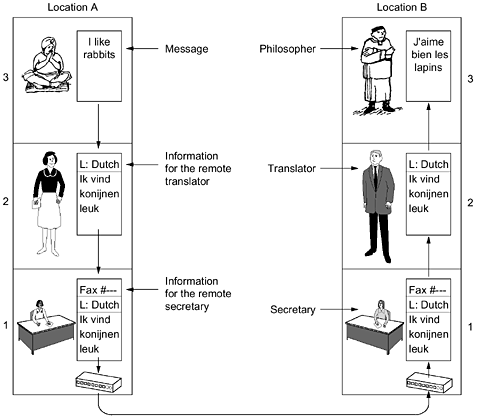 Location A
Location B
I like
rabbits
Message
Philosopher
J'aime
bien les
lapins
3
3
L: Dutch
Ik vind
konijnen
leuk
Information
for the remote
translator
Translator
L: Dutch
Ik vind
konijnen
leuk
2
2
Fax #---
L: Dutch
Ik vind
konijnen
leuk
Information
for the remote
secretary
Secretary
Fax #---
L: Dutch
Ik vind
konijnen
leuk
1
1